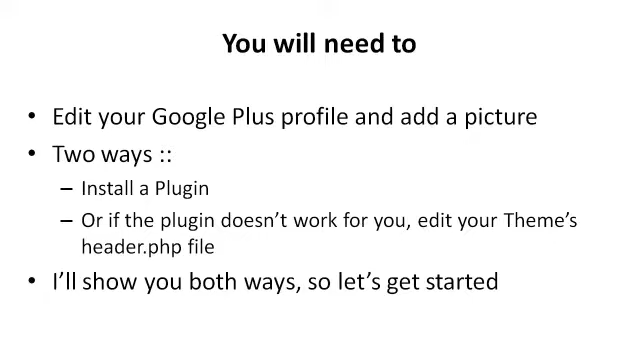 You will need to
• Edit your Google Plus profile and add a picture
• Two ways ::
– Install a Plugin
– Or if the plugin doesn't work for you, edit your Theme's
header.php file
• I'll show you both ways, so let's get started